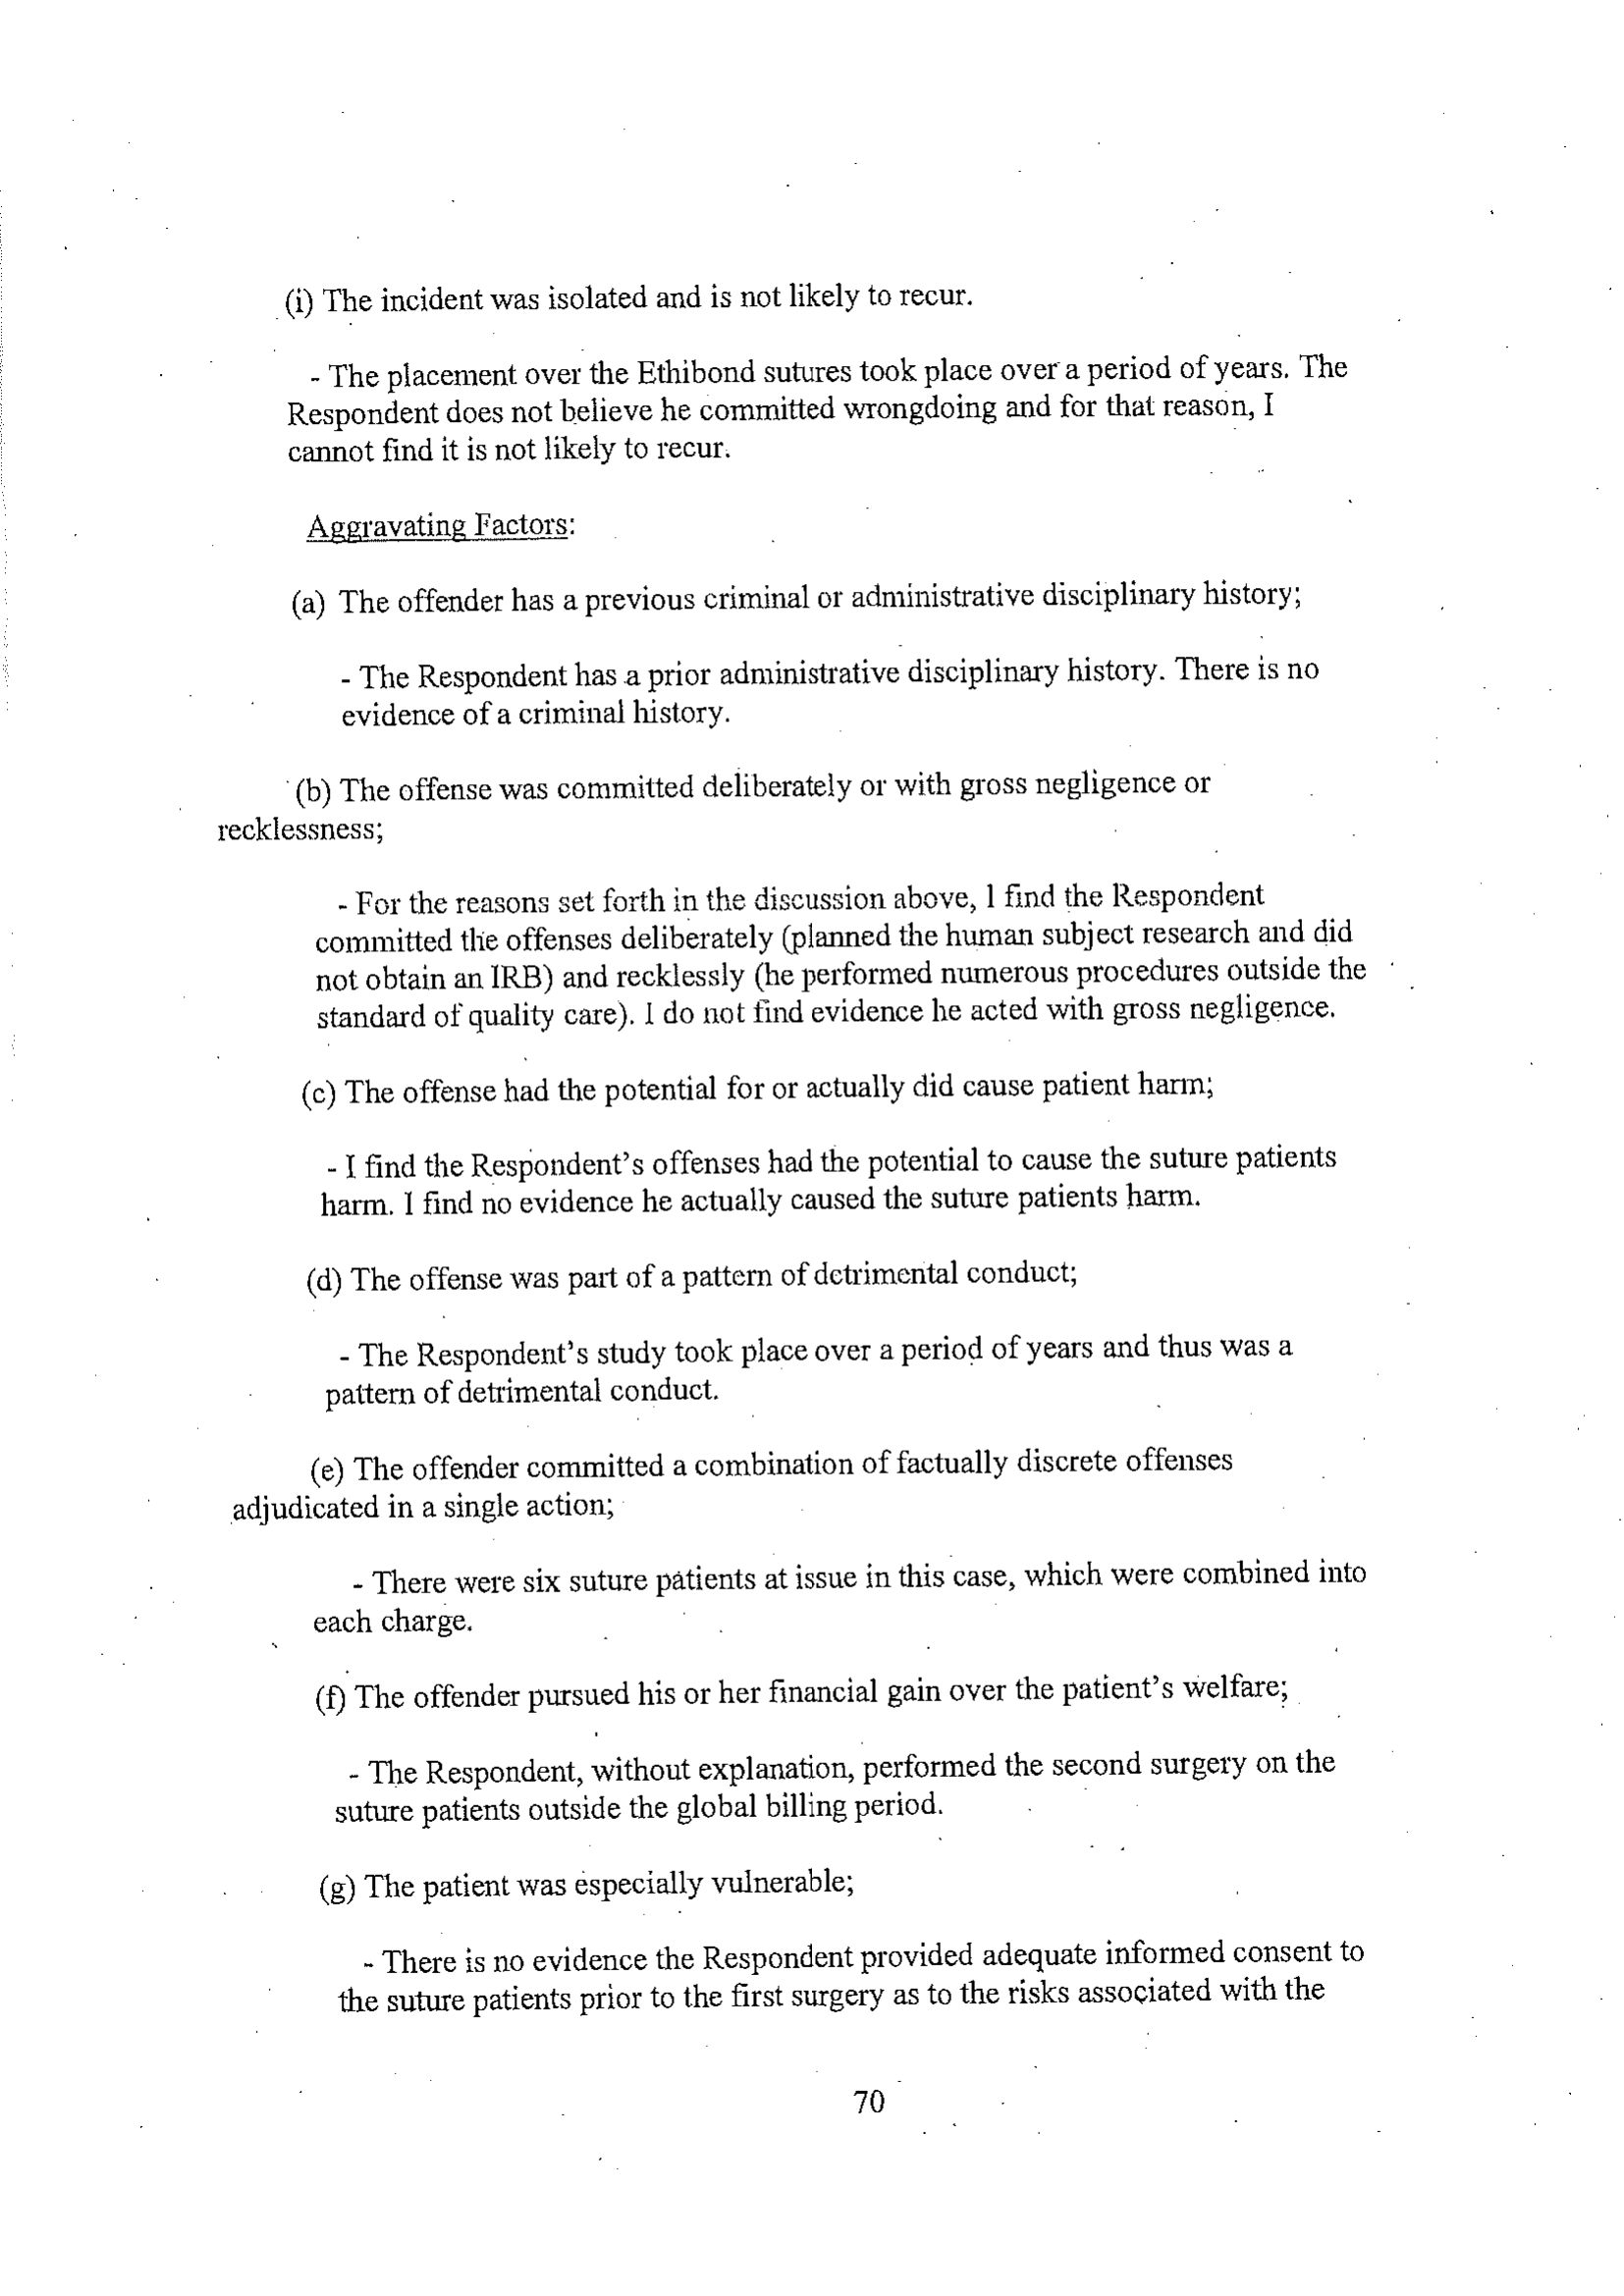 (i) The incident was isolated and is not likely to recur.
- The placement over the Ethibond sutures took place over a period of years. The
Respondent does not believe he committed wrongdoing and for that reason, I
cannot find it is not likely to recur.
Aggravating Factors:
(a) The offender has a previous criminal or administrative disciplinary history;
- The Respondent has a prior administrative disciplinary history. There is no
evidence of a criminal history.
(b) The offense was committed deliberately or with gross negligence or
recklessness;
- For the reasons set forth in the discussion above, I find the Respondent
committed the offenses deliberately (planned the human subject research and did
not obtain an IRB) and recklessly (he performed numerous procedures outside the
standard of quality care). I do not find evidence he acted with gross negligence.
(c) The offense had the potential for or actually did cause patient harm;
- I find the Respondent's offenses had the potential to cause the suture patients
harm. I find no evidence he actually caused the suture patients harm.
(d) The offense was part of a pattern of detrimental conduct;
- The Respondent's study took place over a period of years and thus was a
pattern of detrimental conduct.
(e) The offender committed a combination of factually discrete offenses
adjudicated in a single action;
- There were six suture patients at issue in this case, which were combined into
each charge.
(f) The offender pursued his or her financial gain over the patient's welfare;
- The Respondent, without explanation, performed the second surgery on the
suture patients outside the global billing period.
(g) The patient was especially vulnerable;
- There is no evidence the Respondent provided adequate informed consent to
the suture patients prior to the first surgery as to the risks associated with the
70